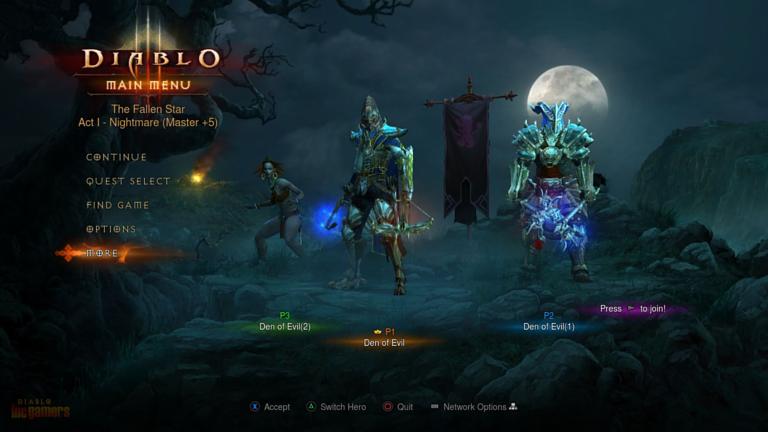 DIABLO
MAIN MENU
The Fallen Star
Act I - Nightmare (Master +5)
CONTINUE
QUEST SELECT
FIND GAME
OPTIONS
MORE
P3
Den of Evil(2)
P1
Den of Evil
P2
Den of Evil(1)
Press to join!
Accept
Switch Hero
Quit
Network Options
DIABLO
incgamers